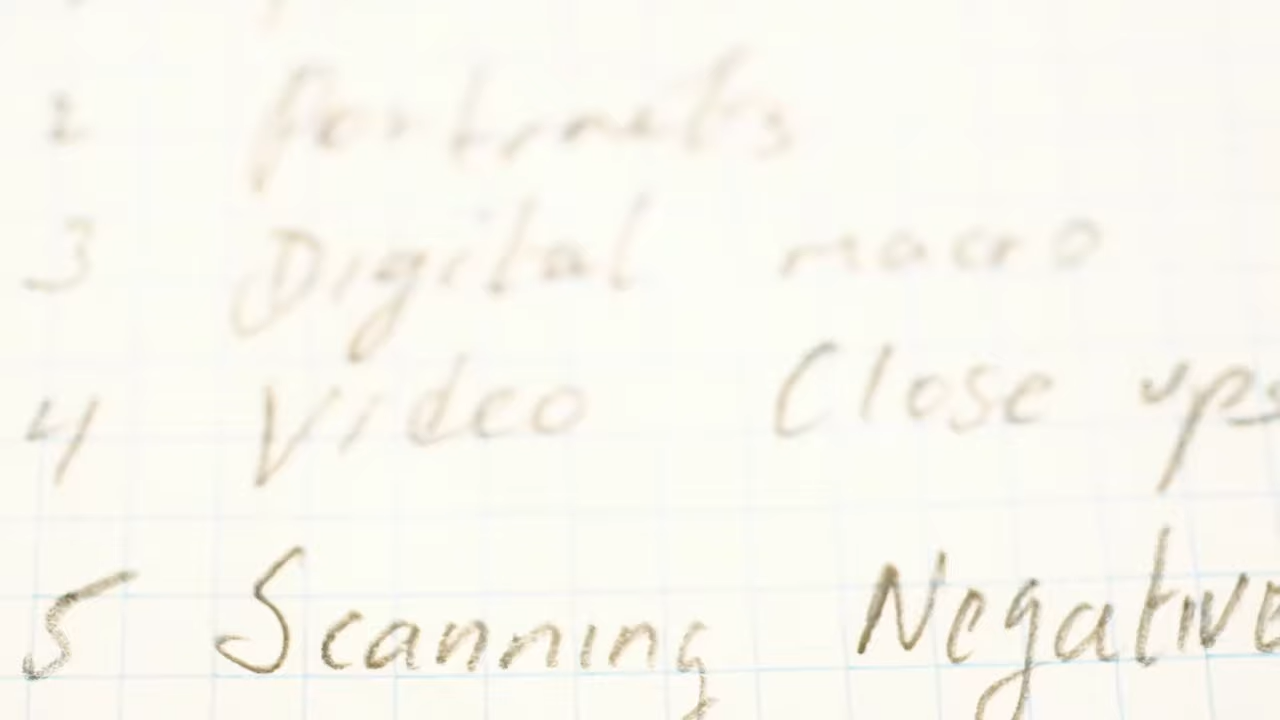 2 Portraits
3 Digital macro
4 Video Close ups
5 Scanning Negative